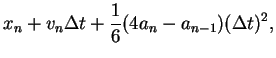 $x_n + v_n \Delta t + \frac{1}{6}(4a_n - a_{n-1})(\Delta t)^2,$